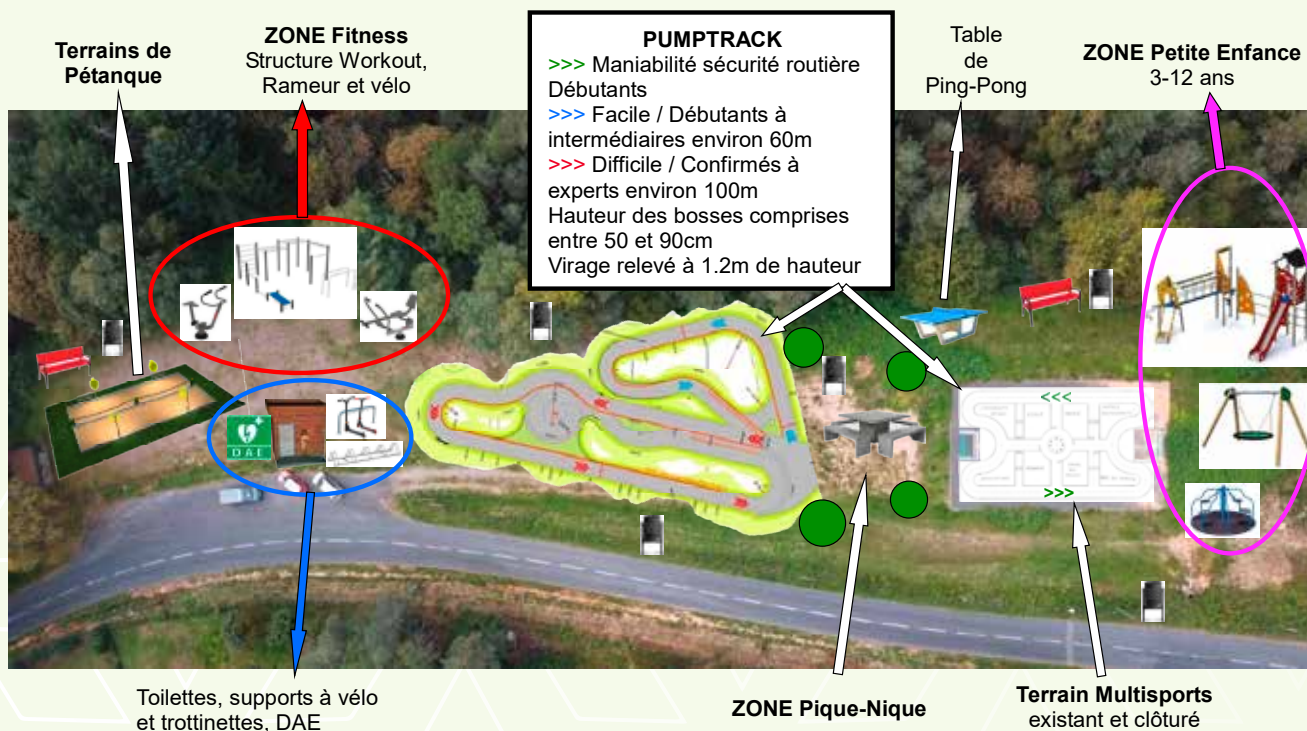 Terrains de
Pétanque
ZONE Fitness
Structure Workout,
Rameur et vélo
PUMPTRACK
>>> Maniabilité sécurité routière
Débutants
>>> Facile / Débutants à
intermédiaires environ 60m
>>> Difficile / Confirmés à
experts environ 100m
Hauteur des bosses comprises
entre 50 et 90cm
Virage relevé à 1.2m de hauteur
Table
de
Ping-Pong
ZONE Petite Enfance
3-12 ans
<<<
>>>
DAE
Toilettes, supports à vélo
et trottinettes, DAE
ZONE Pique-Nique
Terrain Multisports
existant et clôturé